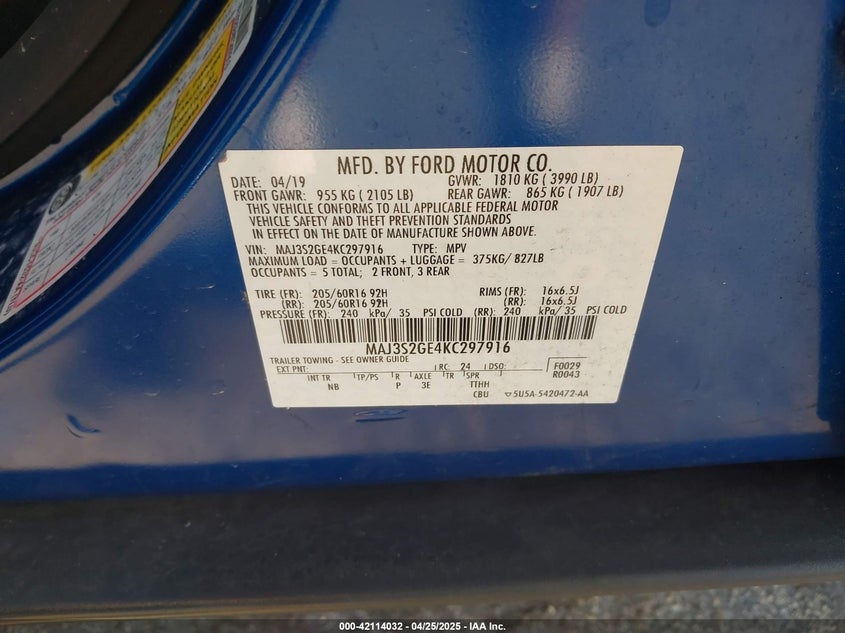 MFD. BY FORD MOTOR CO.
DATE: 04/19 GVWR: 1810 KG ( 3990 LB)
FRONT GAWR: 955 KG ( 2105 LB) REAR GAWR: 865 KG ( 1907 LB)
THIS VEHICLE CONFORMS TO ALL APPLICABLE FEDERAL MOTOR
VEHICLE SAFETY AND THEFT PREVENTION STANDARDS
IN EFFECT ON THE DATE OF MANUFACTURE SHOWN ABOVE.
VIN: MAJ3S2GE4KC297916 TYPE: MPV
MAXIMUM LOAD = OCCUPANTS + LUGGAGE = 375KG/ 827LB
OCCUPANTS = 5 TOTAL; 2 FRONT, 3 REAR
TIRE (FR): 205/60R16 92H RIMS (FR): 16x6.5J
(RR): 205/60R16 92H (RR): 16x6.5J
PRESSURE (FR): 240 kPa/ 35 PSI COLD (RR): 240 kPa/ 35 PSI COLD
MAJ3S2GE4KC297916
TRAILER TOWING - SEE OWNER GUIDE
EXT PNT: RC: 24 DSO: F0029
INT TR TP/PS R AXLE TR SPR R0043
NB P 3E TTHH
CBU 5U5A-5420472-AA
000-42114032 - 04/25/2025 - IAA Inc.